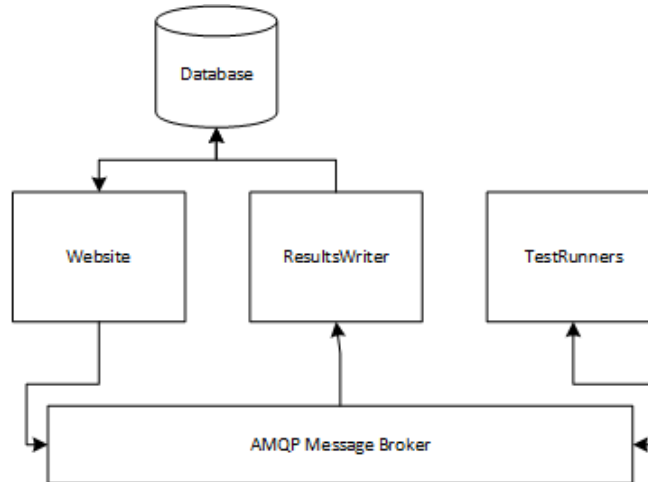 Database
Website
ResultsWriter
TestRunners
AMQP Message Broker